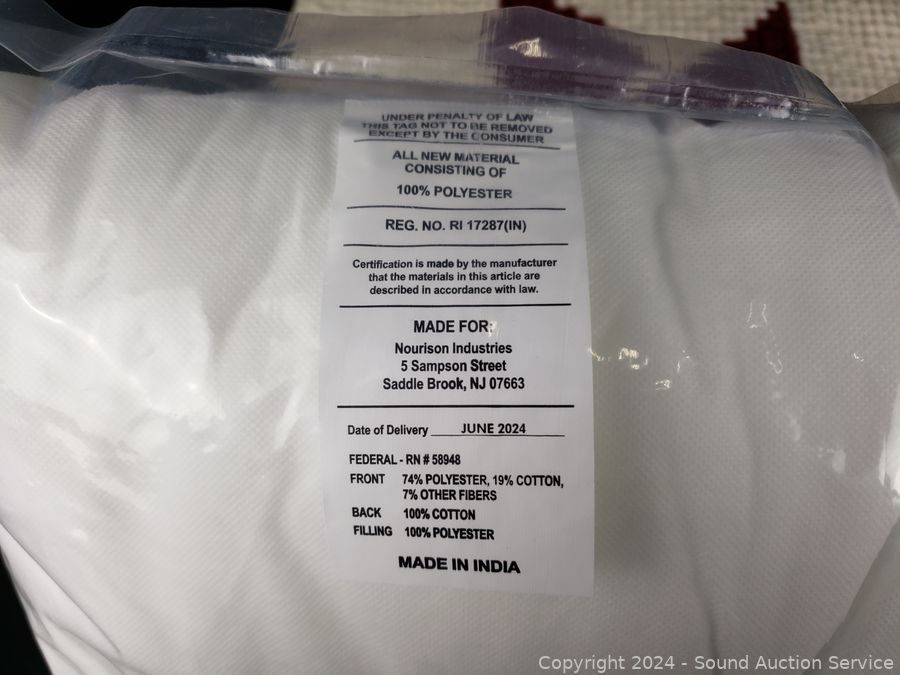 UNDER PENALTY OF LAW
THIS TAG NOT TO BE REMOVED
EXCEPT BY THE CONSUMER
ALL NEW MATERIAL
CONSISTING OF
100% POLYESTER
REG. NO. RI 17287(IN)
Certification is made by the manufacturer
that the materials in this article are
described in accordance with law.
MADE FOR:
Nourison Industries
5 Sampson Street
Saddle Brook, NJ 07663
Date of Delivery JUNE 2024
FEDERAL - RN # 58948
FRONT 74% POLYESTER, 19% COTTON,
7% OTHER FIBERS
BACK 100% COTTON
FILLING 100% POLYESTER
MADE IN INDIA
Copyright 2024 - Sound Auction Service